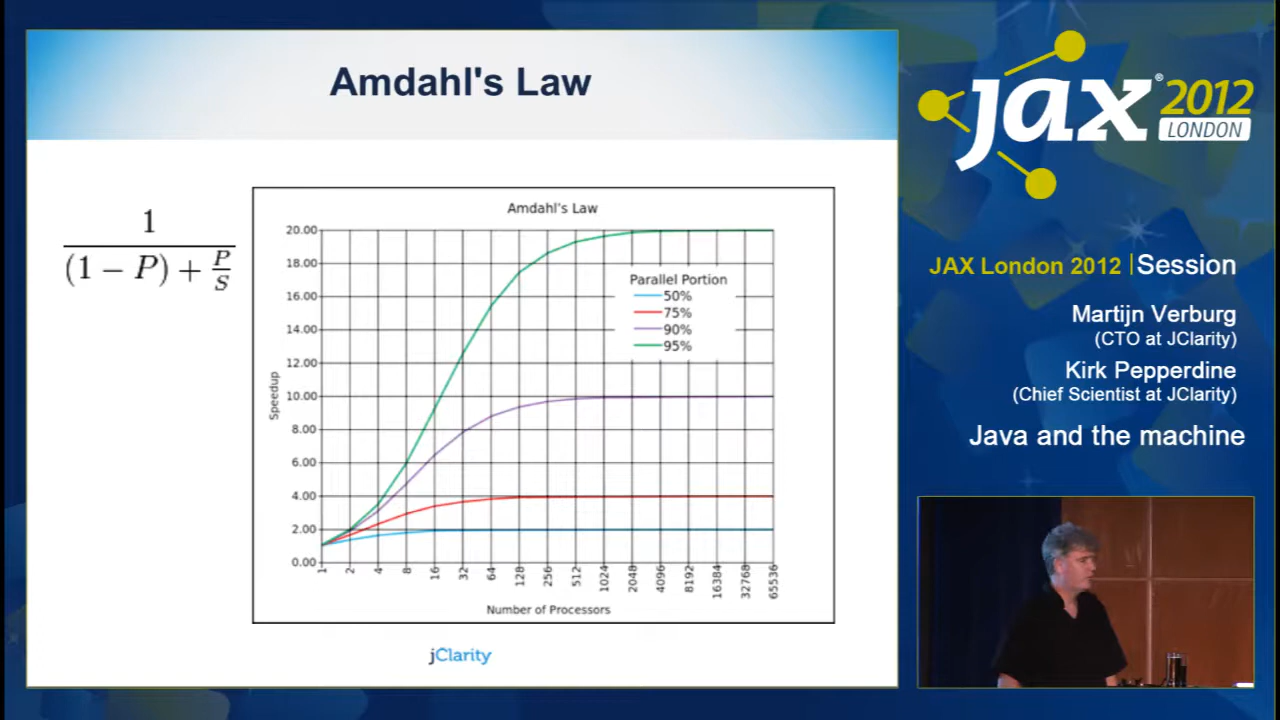 Amdahl's Law
1
(1 − P) + P
S
Amdahl's Law
20.00
18.00
16.00
14.00
12.00
10.00
8.00
6.00
4.00
2.00
0.00
Speedup
Parallel Portion
50%
75%
90%
95%
1 2 4 8 16 32 64 128 256 512 1024 2048 4096 8192 16384 32768 65536
Number of Processors
jClarity
jax® 2012
LONDON
JAX London 2012 | Session
Martijn Verburg
(CTO at JClarity)
Kirk Pepperdine
(Chief Scientist at JClarity)
Java and the machine